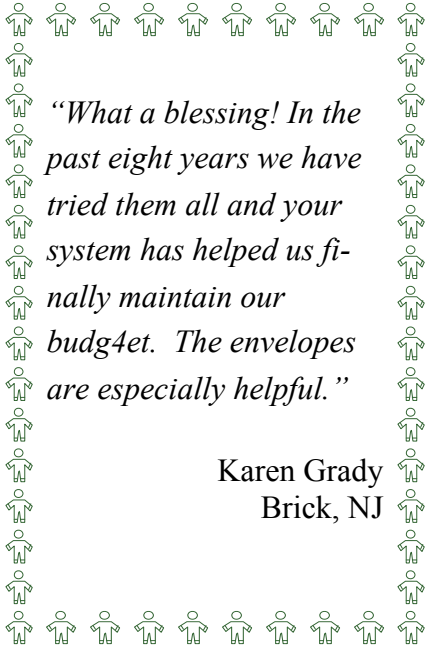 “What a blessing! In the
past eight years we have
tried them all and your
system has helped us fi-
nally maintain our
budg4et.  The envelopes
are especially helpful.”
Karen Grady
Brick, NJ